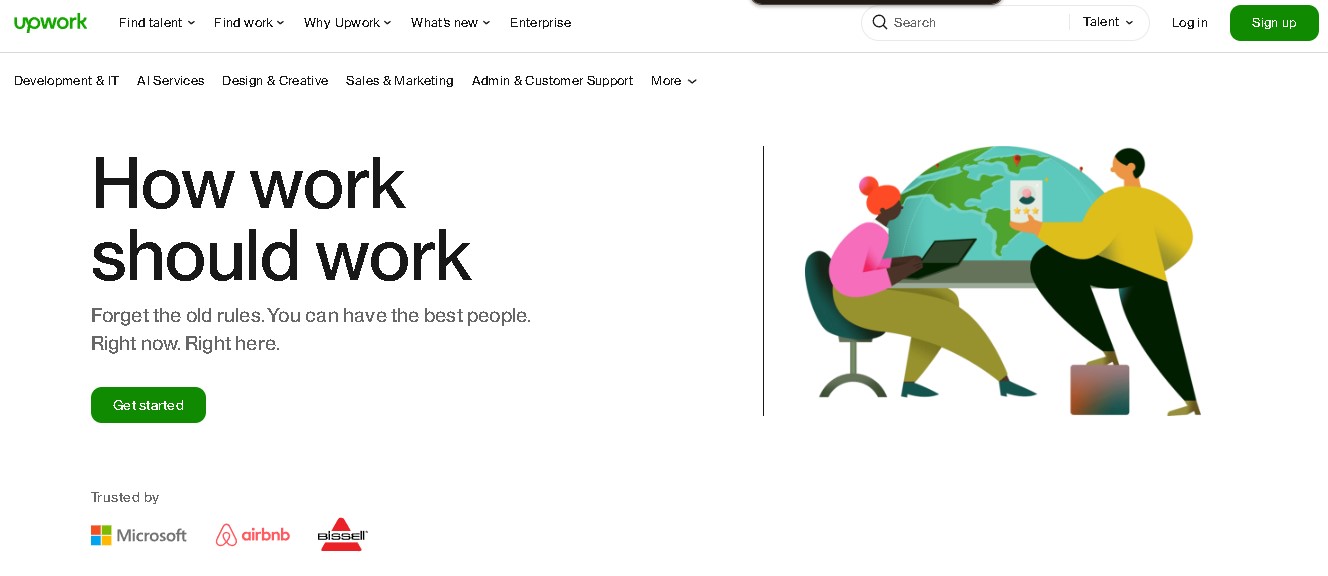 upwork Find talent Find work Why Upwork What's new Enterprise Search Talent Log in Sign up
Development & IT AI Services Design & Creative Sales & Marketing Admin & Customer Support More
How work
should work
Forget the old rules. You can have the best people.
Right now. Right here.
Get started
Trusted by
Microsoft airbnb BISSELL